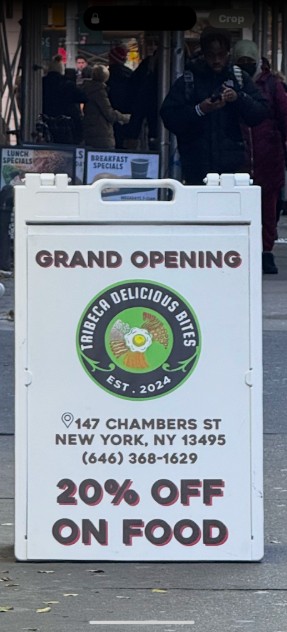 Crop
LUNCH
SPECIALS
BREAKFAST
SPECIALS
GRAND OPENING
TRIBECA DELICIOUS BITES
EST. 2024
147 CHAMBERS ST
NEW YORK, NY 13495
(646) 368-1629
20% OFF
ON FOOD